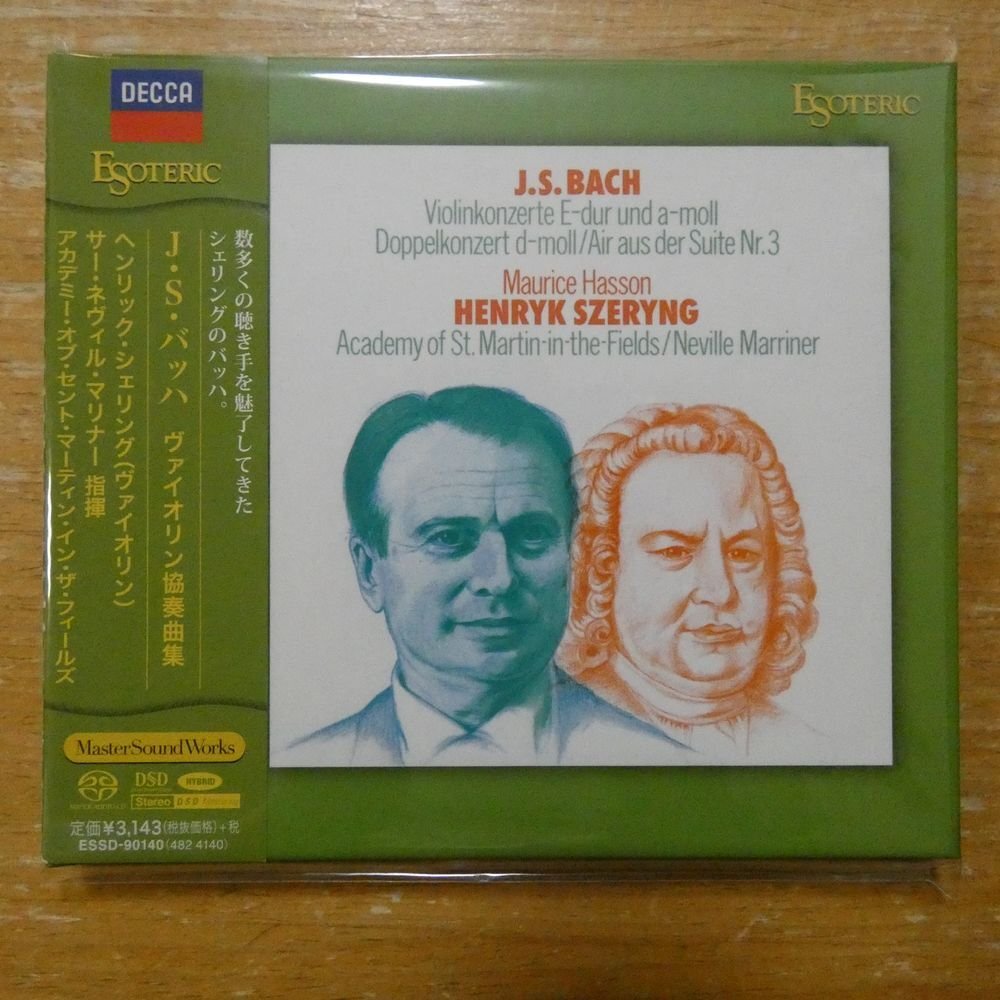 DECCA
ESOTERIC
数多くの聴き手を魅了してきた
シェリングのバッハ。
J・S・バッハ ヴァイオリン協奏曲集
ヘンリック・シェリング(ヴァイオリン)
サー・ネヴィル・マリナー 指揮
アカデミー・オブ・セント・マーティン・イン・ザ・フィールズ
MasterSoundWorks
SUPER AUDIO CD
DSD
HYBRID
Stereo
DSD Mastering
定価¥3,143(税抜価格)+税
ESSD-90140(482 4140)
ESOTERIC
J.S. BACH
Violinkonzerte E-dur und a-moll
Doppelkonzert d-moll/Air aus der Suite Nr.3
Maurice Hasson
HENRYK SZERYNG
Academy of St. Martin-in-the-Fields/Neville Marriner